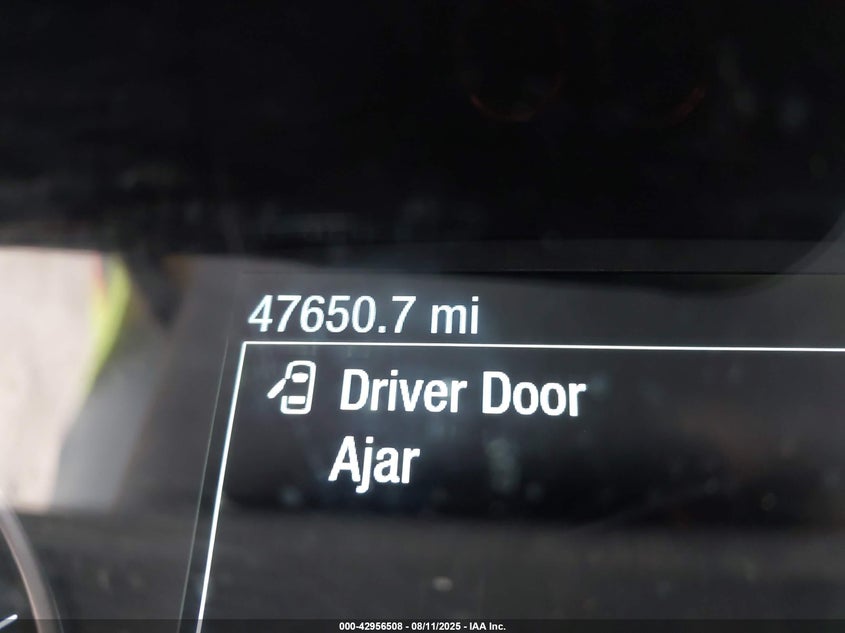 47650.7 mi
Driver Door
Ajar
000-42956508 - 08/11/2025 - IAA Inc.